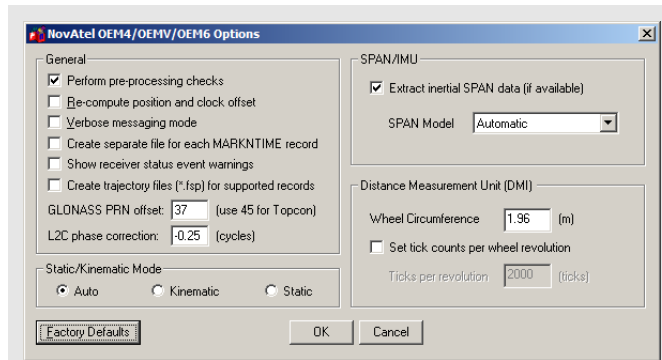 NovAtel OEM4/OEMV/OEM6 Options
General
Perform pre-processing checks
Re-compute position and clock offset
Verbose messaging mode
Create separate file for each MARKNTIME record
Show receiver status event warnings
Create trajectory files (*.fsp) for supported records
GLONASS PRN offset: 37 (use 45 for Topcon)
L2C phase correction: -0.25 (cycles)
Static/Kinematic Mode
Auto Kinematic Static
SPAN/IMU
Extract inertial SPAN data (if available)
SPAN Model Automatic
Distance Measurement Unit (DMI)
Wheel Circumference 1.96 (m)
Set tick counts per wheel revolution
Ticks per revolution 2000 (ticks)
Factory Defaults OK Cancel